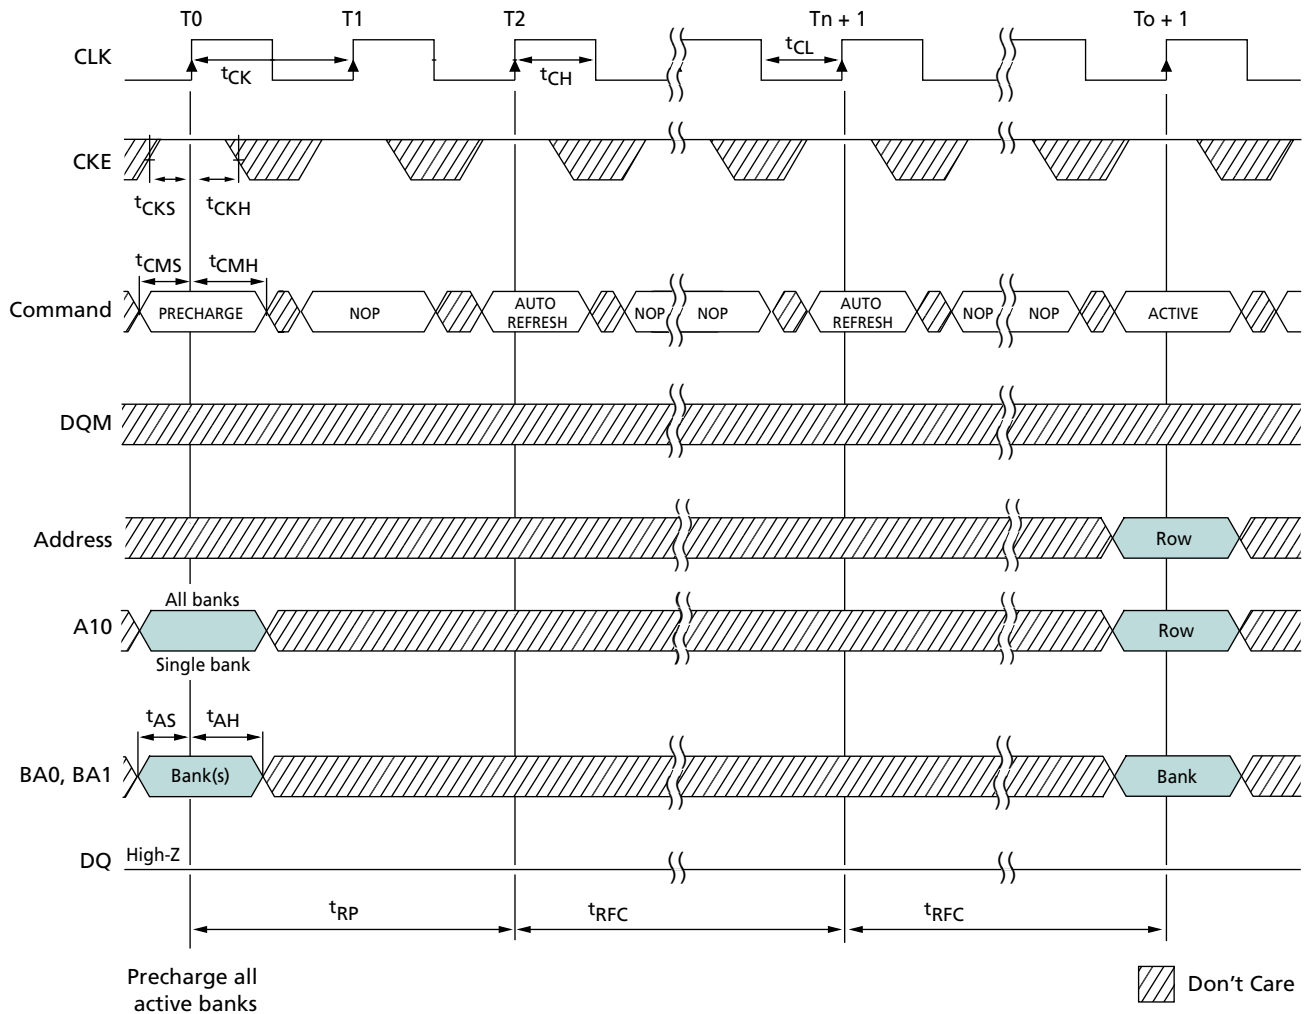 T0 T1 T2 Tn + 1 To + 1
CLK
tCK tCH tCL
CKE
tCKS tCKH
tCMS tCMH
Command PRECHARGE NOP AUTO REFRESH NOP NOP AUTO REFRESH NOP NOP ACTIVE
DQM
Address Row
All banks
A10 Row
Single bank
tAS tAH
BA0, BA1 Bank(s) Bank
DQ High-Z
tRP tRFC tRFC
Precharge all
active banks
Don't Care